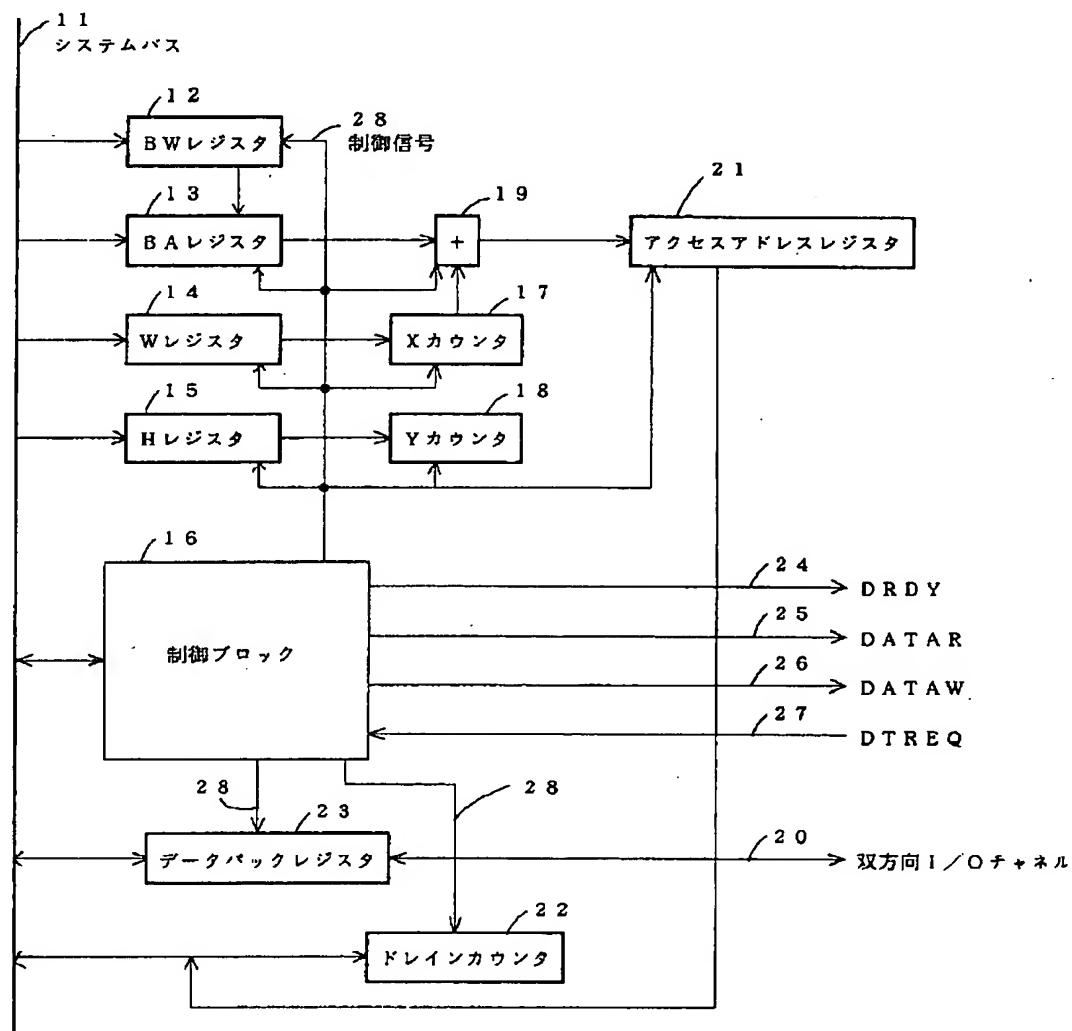 11
システムバス
12
BWレジスタ
28
制御信号
13
BAレジスタ
19
+
21
アクセスアドレスレジスタ
14
Wレジスタ
17
Xカウンタ
15
Hレジスタ
18
Yカウンタ
16
制御ブロック
24
DRDY
25
DATAR
26
DATAW
27
DTREQ
28
28
23
データパックレジスタ
20
双方向I/Oチャネル
22
ドレインカウンタ